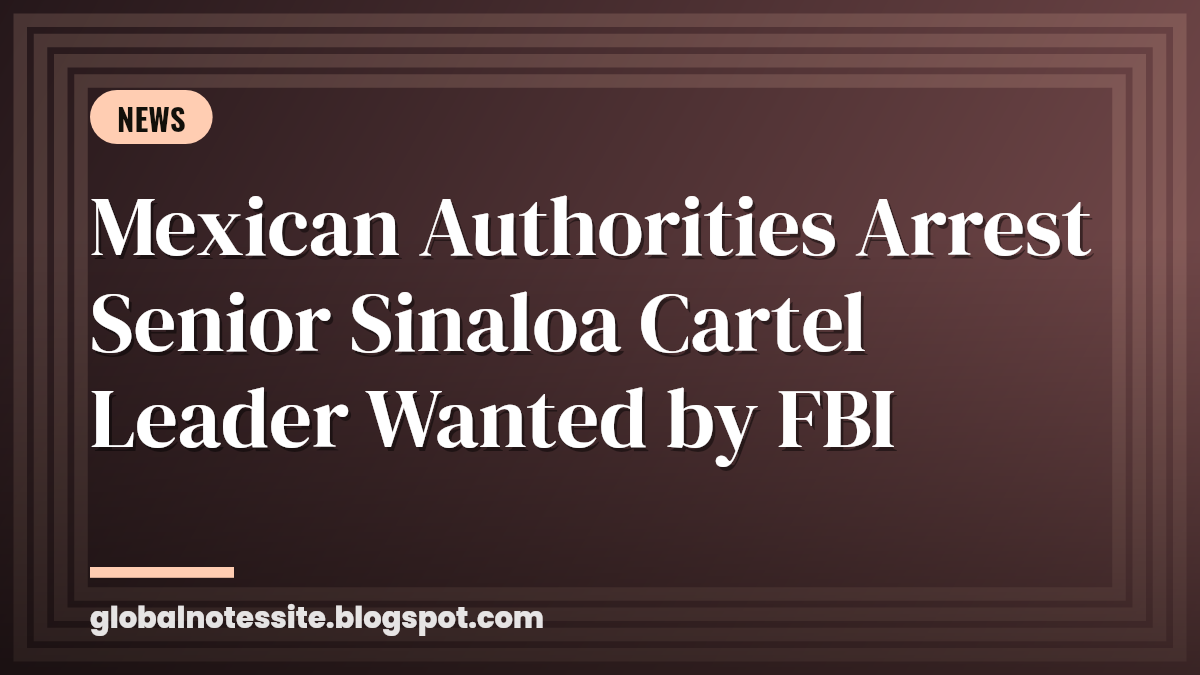 NEWS
Mexican Authorities Arrest
Senior Sinaloa Cartel
Leader Wanted by FBI
globalnotessite.blogspot.com